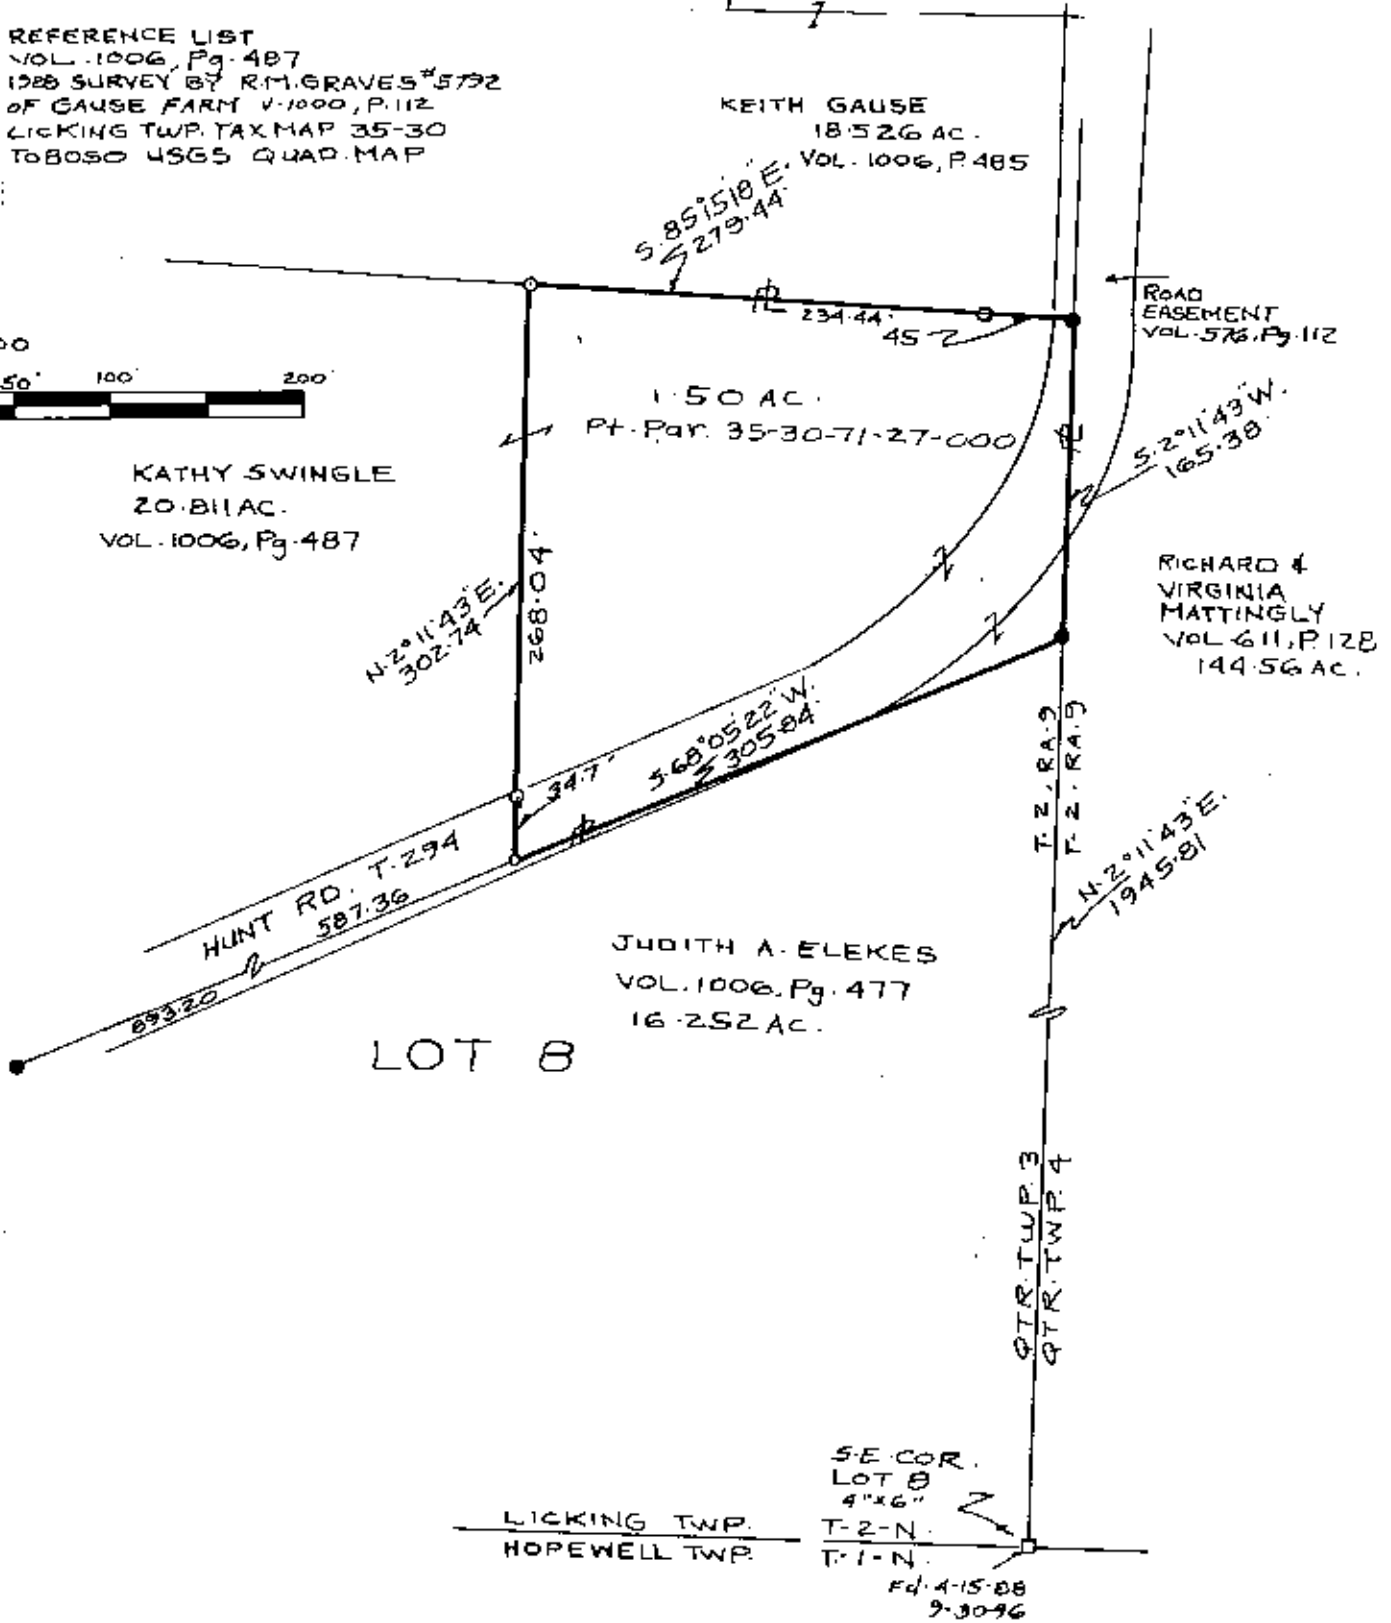 REFERENCE LIST
VOL. 1006, Pg. 487
1988 SURVEY BY R.M. GRAVES #5792
OF GAUSE FARM V-1000, P.112
LICKING TWP. TAX MAP 35-30
TOBOSO USGS QUAD. MAP
KEITH GAUSE
18.526 AC.
VOL. 1006, P.485
S.85°15'18"E.
279.44'
234.44'
45
ROAD
EASEMENT
VOL. 576, Pg. 112
50' 100' 200'
1.50 AC.
Pt. Par. 35-30-71-27-000
S.2°11'43"W.
165.38'
KATHY SWINGLE
20.811 AC.
VOL. 1006, Pg. 487
N.2°11'43"E.
302.74'
268.04'
RICHARD &
VIRGINIA
MATTINGLY
VOL. 611, P.128
144.56 AC.
S.68°05'22"W.
305.84'
34.7'
T.2, RA.9
T.2, RA.9
HUNT RD. T.294
587.36
893.20
N.2°11'43"E.
1945.81
JUDITH A. ELEKES
VOL. 1006, Pg. 477
16.252 AC.
LOT 8
QTR. TWP. 3
QTR. TWP. 4
S.E. COR.
LOT 8
4"x6"
LICKING TWP. T-2-N.
HOPEWELL TWP. T-1-N.
Fd. 4-15-88
9-30-96